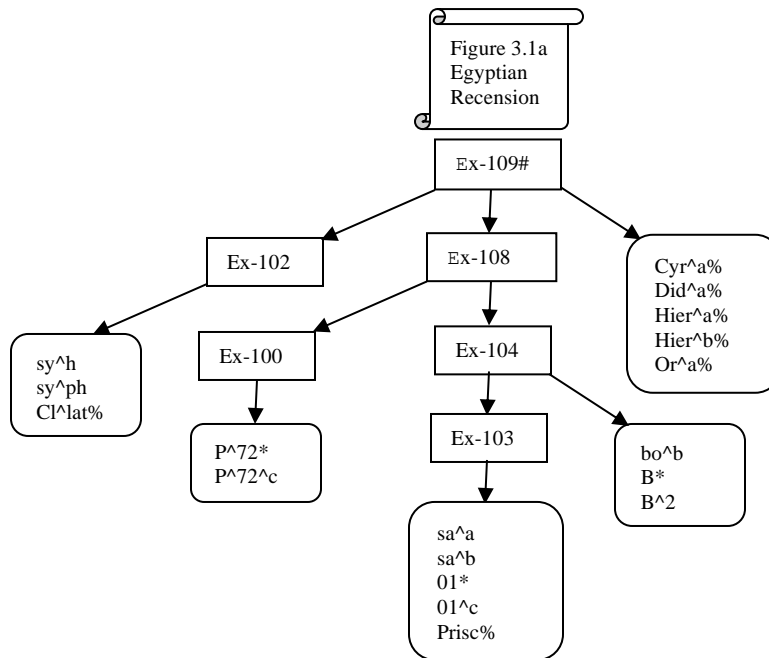 Figure 3.1a
Egyptian
Recension
Ex-109#
Ex-102
Ex-108
Cyr^a%
Did^a%
Hier^a%
Hier^b%
Or^a%
sy^h
sy^ph
Cl^lat%
Ex-100
Ex-104
P^72*
P^72^c
Ex-103
bo^b
B*
B^2
sa^a
sa^b
01*
01^c
Prisc%